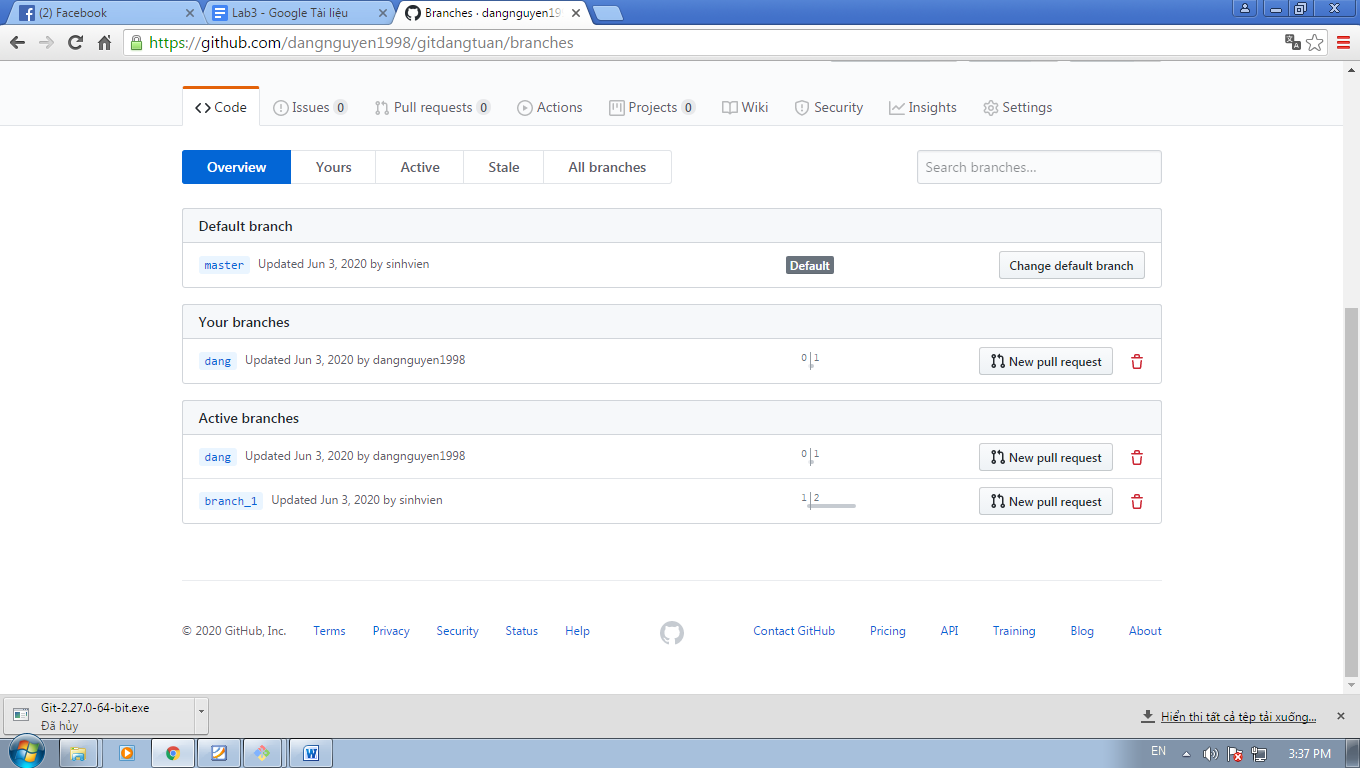 (2) Facebook
Lab3 - Google Tài liệu
Branches · dangnguyen19
https://github.com/dangnguyen1998/gitdangtuan/branches
Code Issues 0 Pull requests 0 Actions Projects 0 Wiki Security Insights Settings
Overview Yours Active Stale All branches Search branches...
Default branch
master Updated Jun 3, 2020 by sinhvien Default Change default branch
Your branches
dang Updated Jun 3, 2020 by dangnguyen1998 0 1 New pull request
Active branches
dang Updated Jun 3, 2020 by dangnguyen1998 0 1 New pull request
branch_1 Updated Jun 3, 2020 by sinhvien 1 2 New pull request
© 2020 GitHub, Inc. Terms Privacy Security Status Help Contact GitHub Pricing API Training Blog About
Git-2.27.0-64-bit.exe
Đã hủy
Hiển thị tất cả tệp tải xuống...
EN 3:37 PM